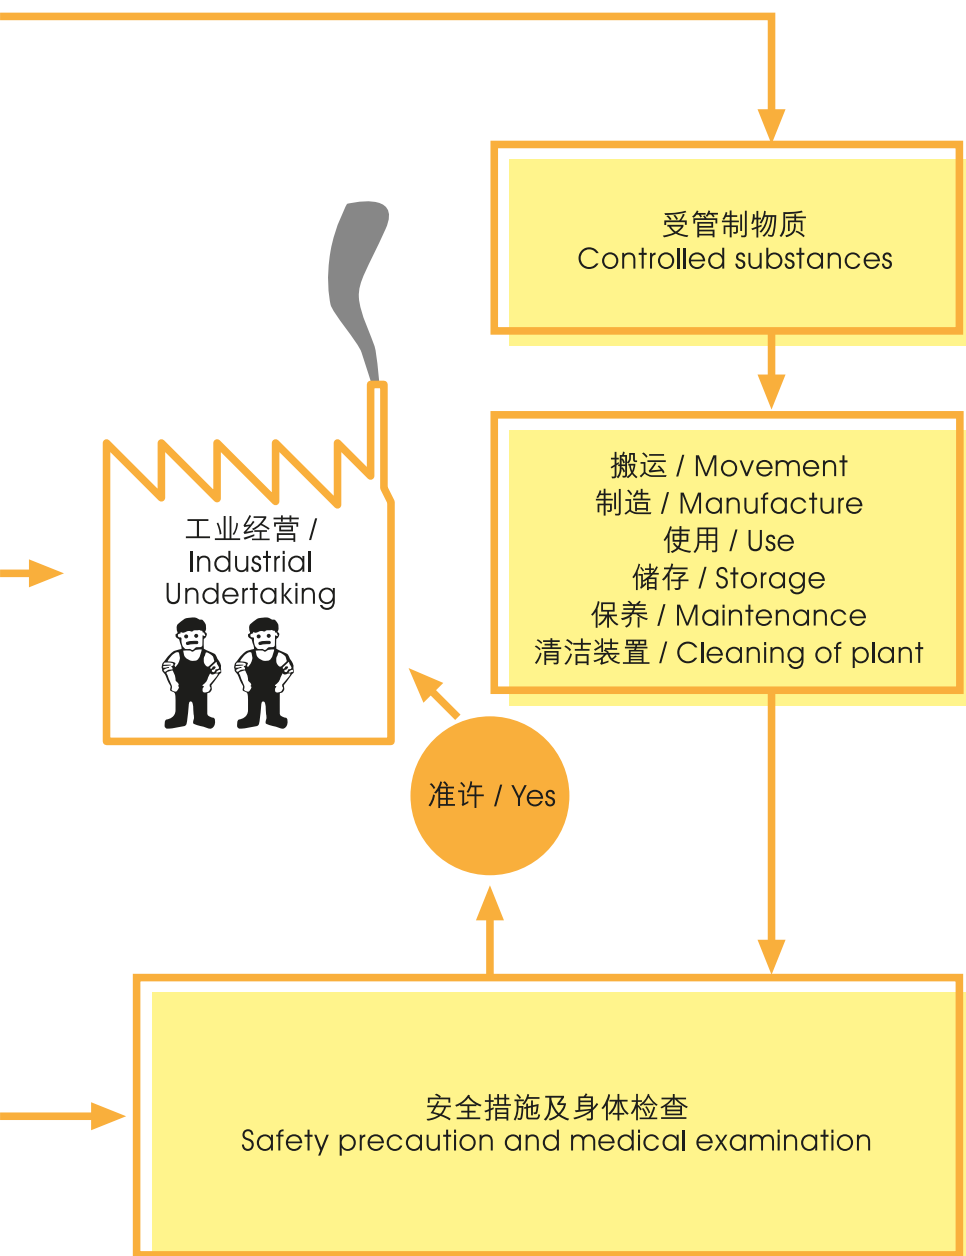 受管制物质
Controlled substances
搬运 / Movement
制造 / Manufacture
使用 / Use
储存 / Storage
保养 / Maintenance
清洁装置 / Cleaning of plant
工业经营 /
Industrial
Undertaking
准许 / Yes
安全措施及身体检查
Safety precaution and medical examination